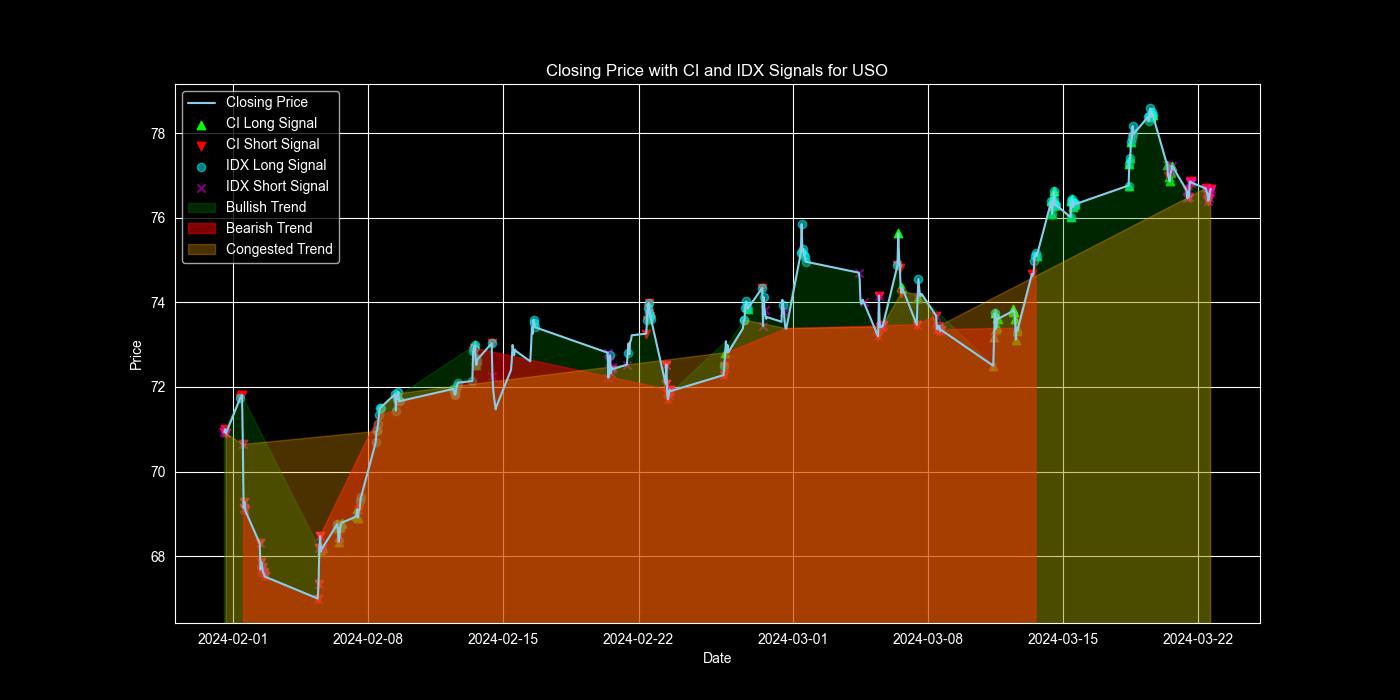 Closing Price with CI and IDX Signals for USO
Closing Price
CI Long Signal
CI Short Signal
IDX Long Signal
IDX Short Signal
Bullish Trend
Bearish Trend
Congested Trend
78
76
74
72
70
68
Price
2024-02-01 2024-02-08 2024-02-15 2024-02-22 2024-03-01 2024-03-08 2024-03-15 2024-03-22
Date